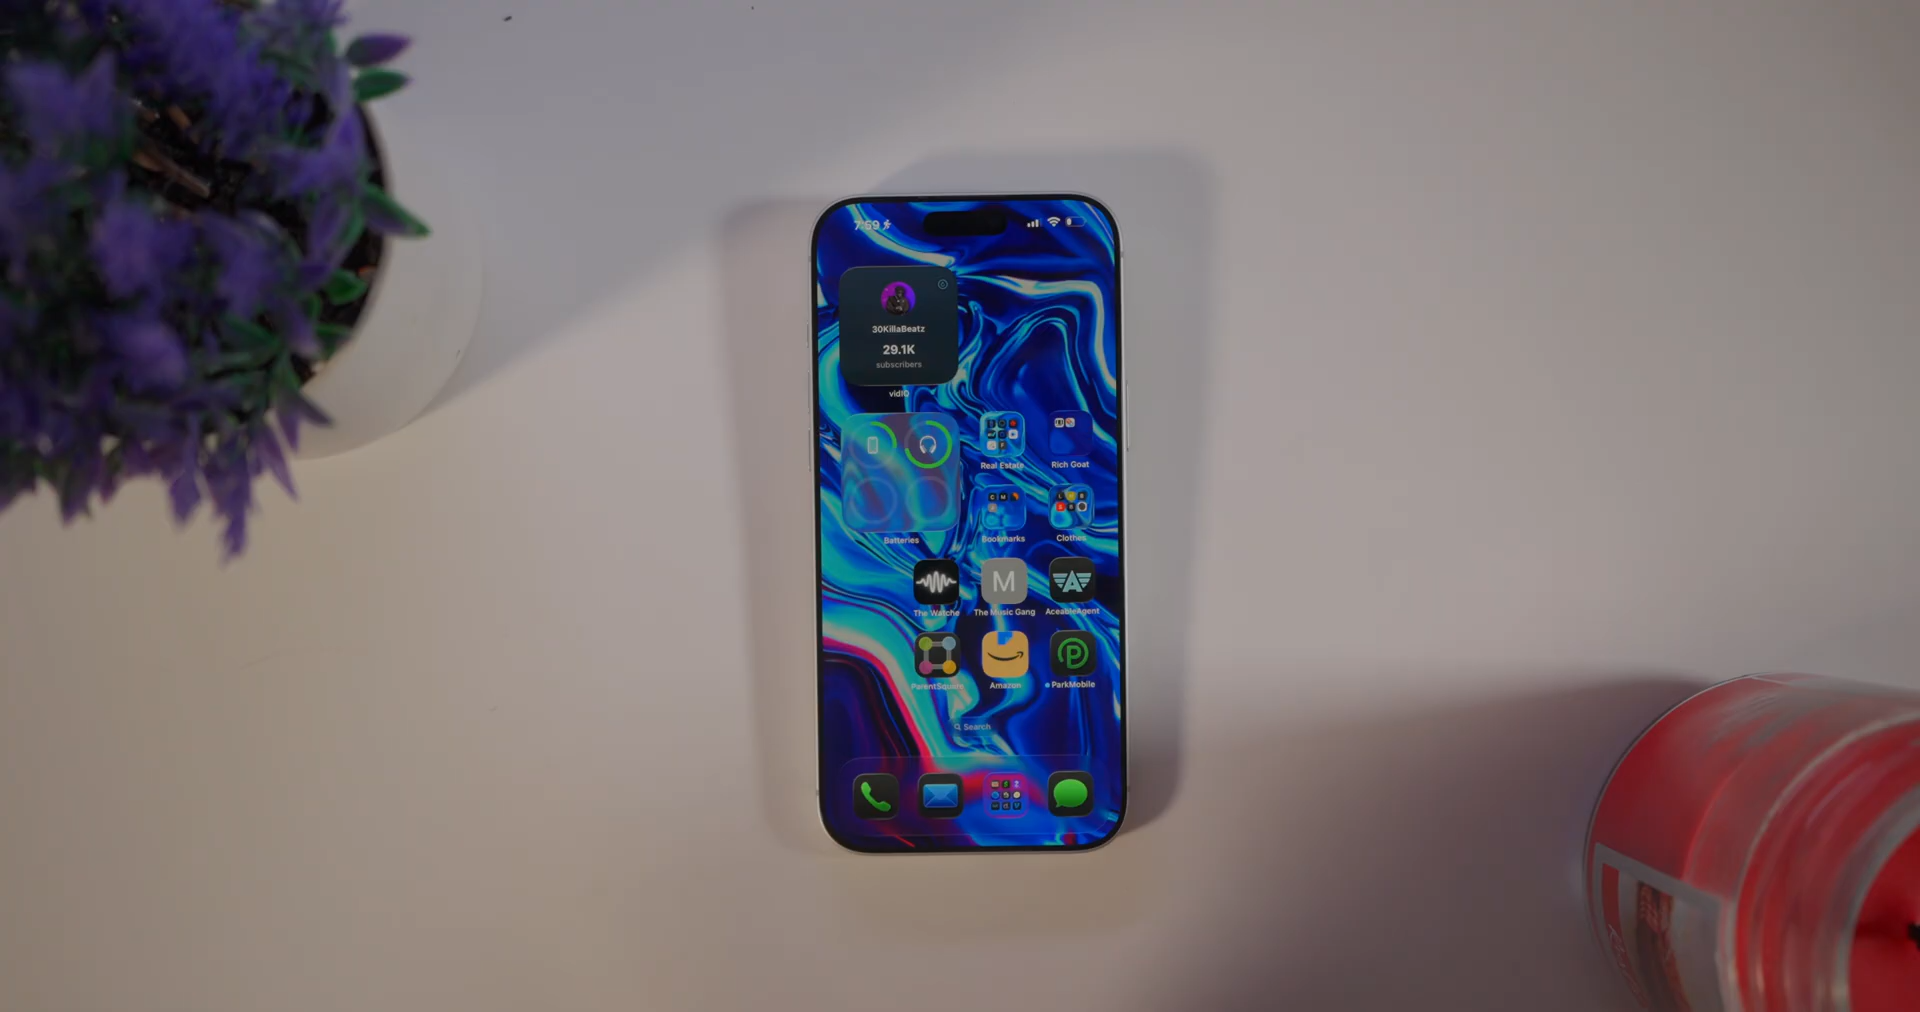 7:59
30KillaBeatz
29.1K
subscribers
vidIQ
Batteries
Real Estate
Rich Goat
Bookmarks
Clothes
The Watche
M
The Music Gang
AceableAgent
ParentSquare
Amazon
P
ParkMobile
Search